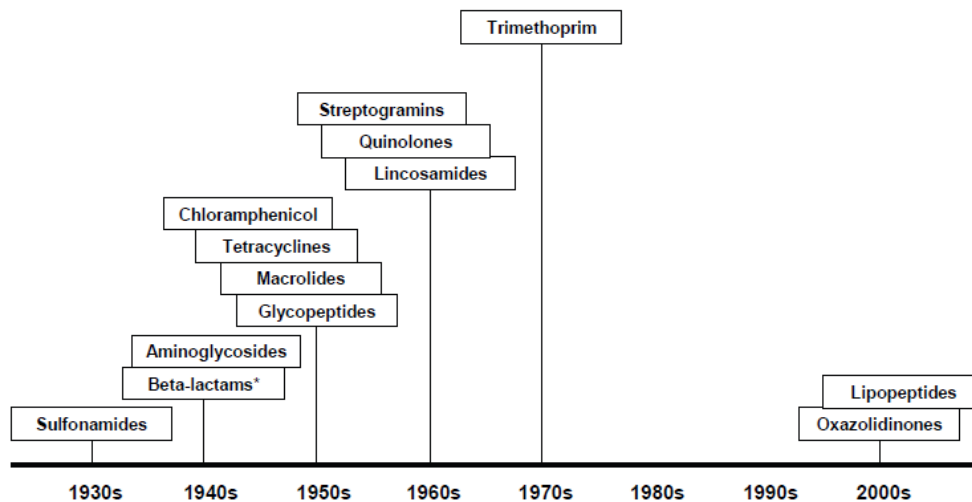 Trimethoprim
Streptogramins
Quinolones
Lincosamides
Chloramphenicol
Tetracyclines
Macrolides
Glycopeptides
Aminoglycosides
Beta-lactams*
Lipopeptides
Sulfonamides
Oxazolidinones
1930s 1940s 1950s 1960s 1970s 1980s 1990s 2000s